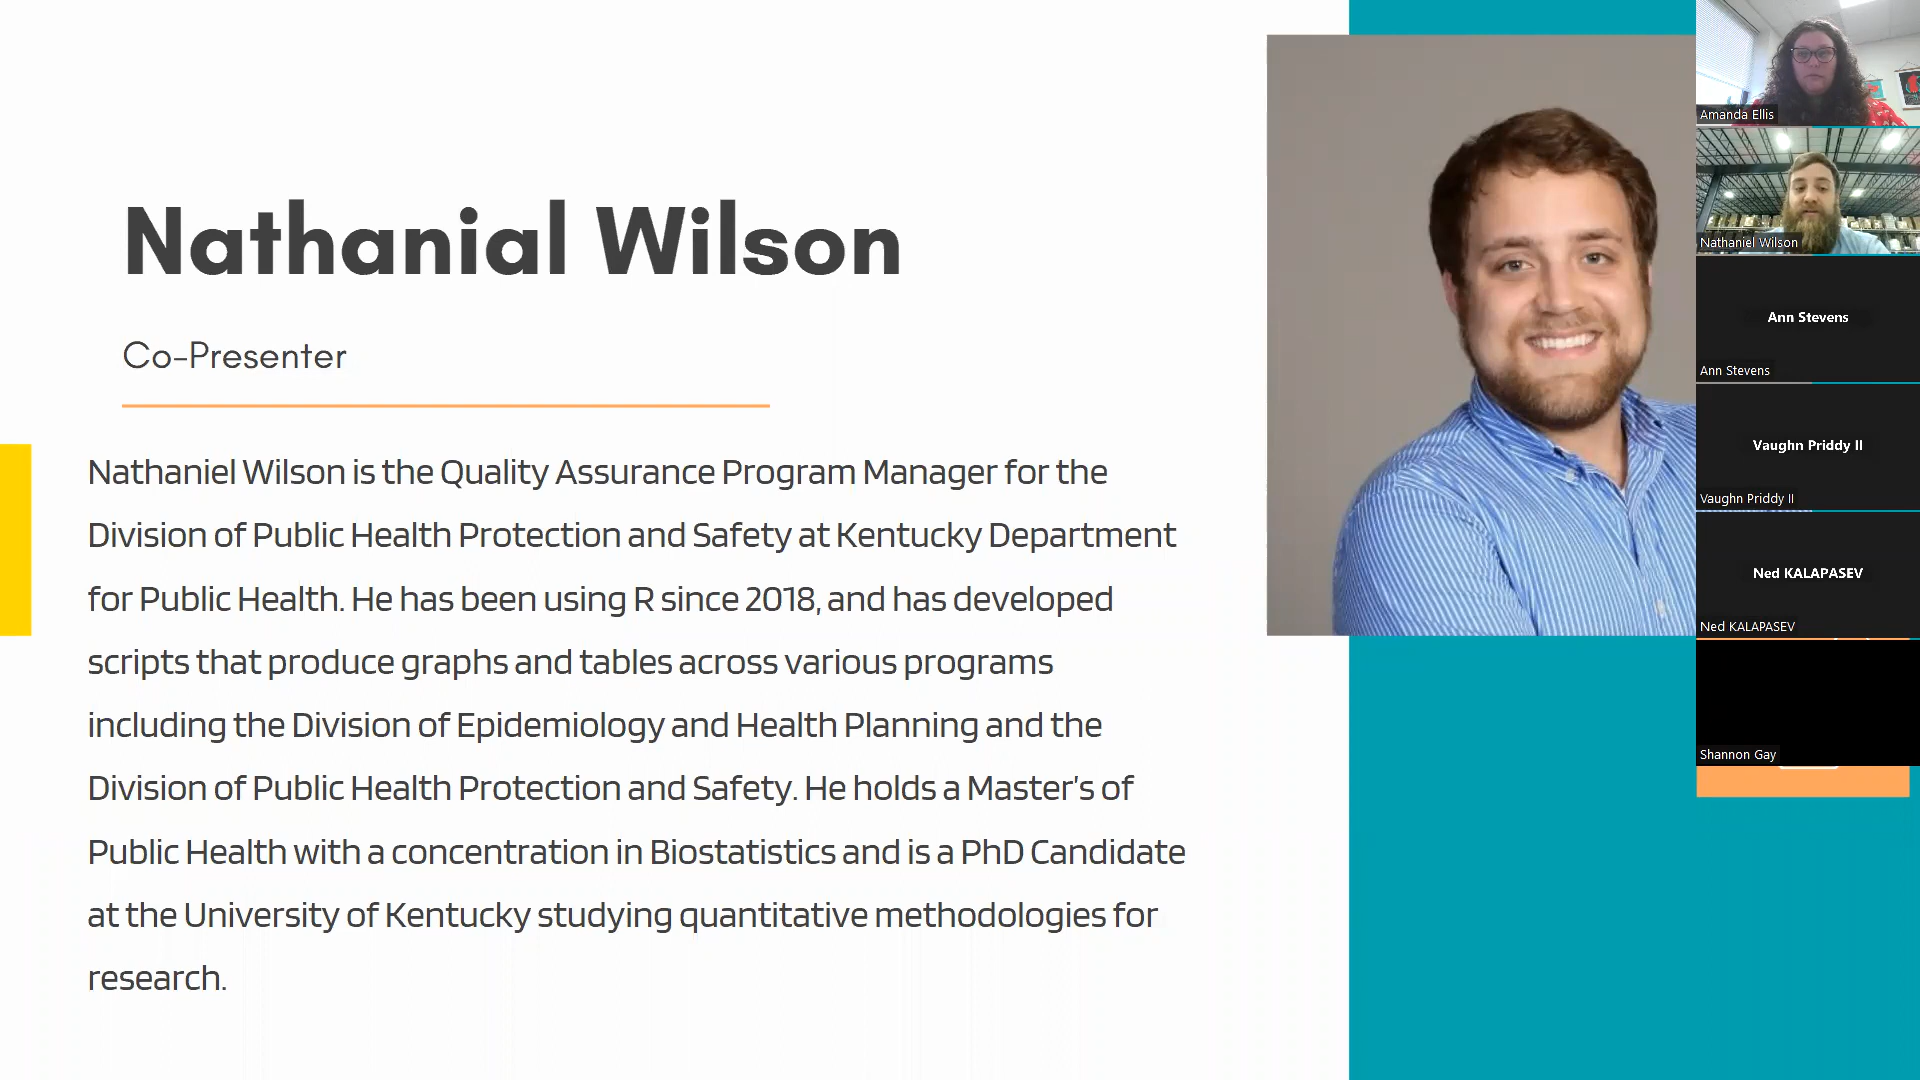 Nathanial Wilson
Co-Presenter
Nathaniel Wilson is the Quality Assurance Program Manager for the
Division of Public Health Protection and Safety at Kentucky Department
for Public Health. He has been using R since 2018, and has developed
scripts that produce graphs and tables across various programs
including the Division of Epidemiology and Health Planning and the
Division of Public Health Protection and Safety. He holds a Master's of
Public Health with a concentration in Biostatistics and is a PhD Candidate
at the University of Kentucky studying quantitative methodologies for
research.
Amanda Ellis
Nathaniel Wilson
Ann Stevens
Ann Stevens
Vaughn Priddy II
Vaughn Priddy II
Ned KALAPASEV
Ned KALAPASEV
Shannon Gay